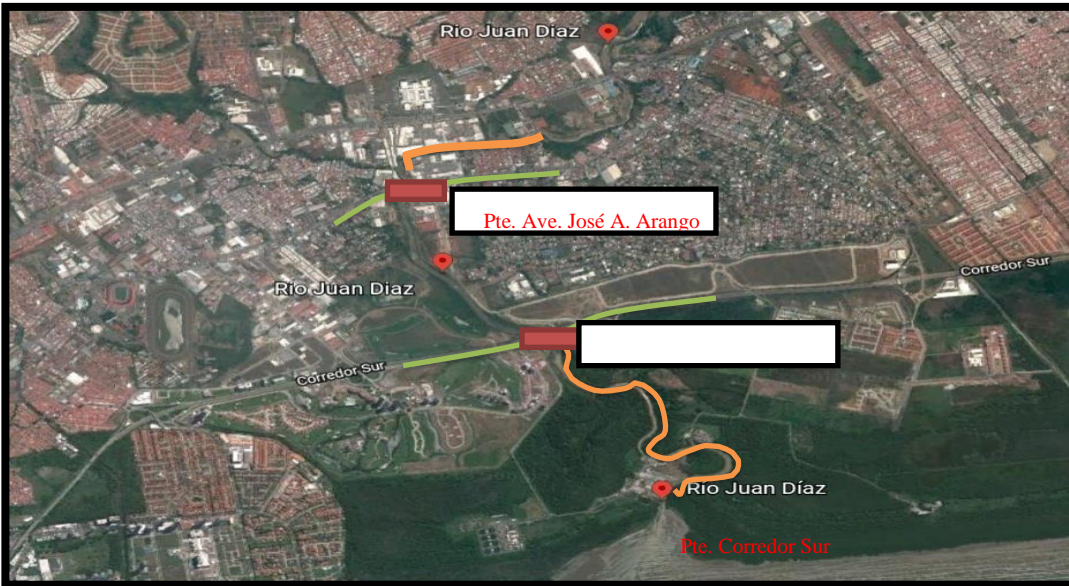 Rio Juan Diaz
Pte. Ave. José A. Arango
Corredor Sur
Rio Juan Diaz
Corredor Sur
Rio Juan Díaz
Pte. Corredor Sur